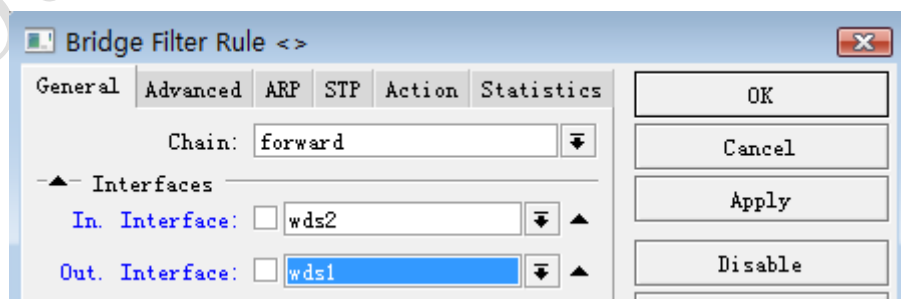 Bridge Filter Rule <>
General Advanced ARP STP Action Statistics
OK
Chain: forward
Cancel
Interfaces
Apply
In. Interface: wds2
Out. Interface: wds1
Disable